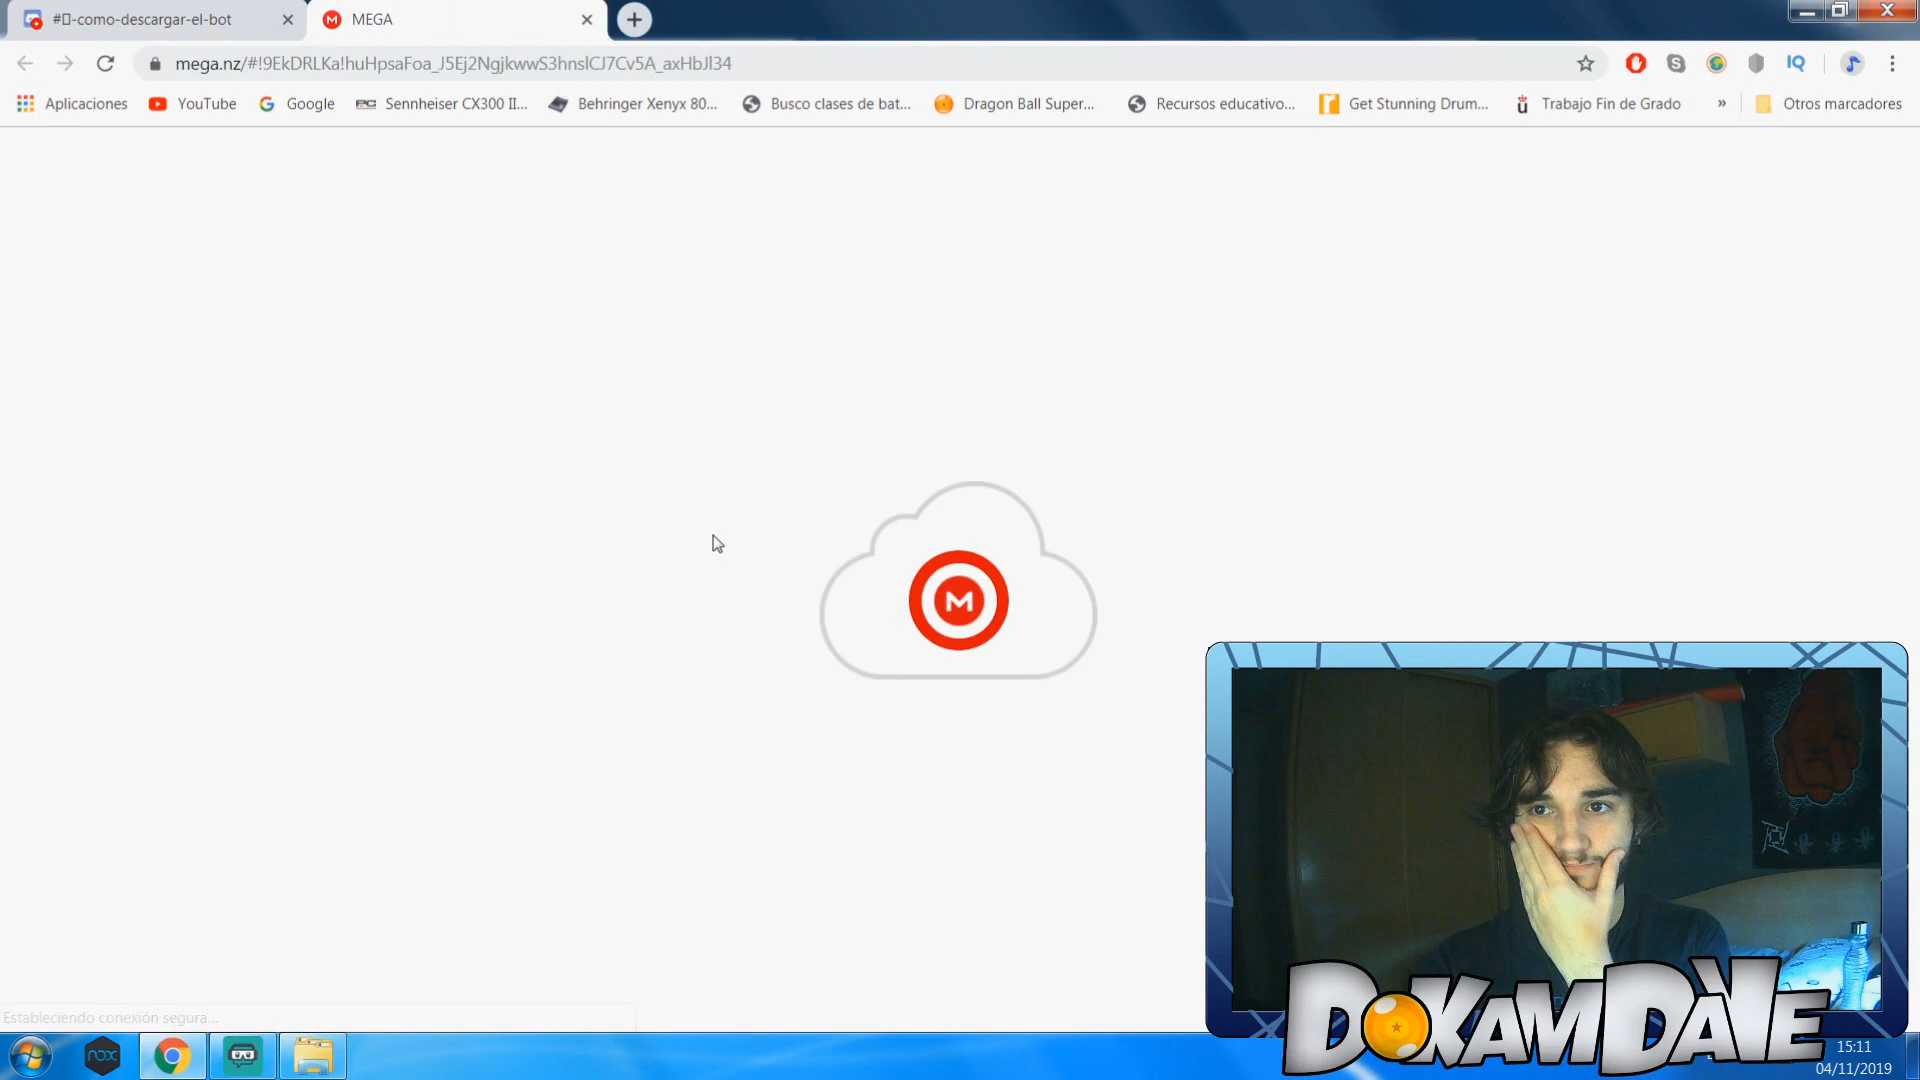 #▯-como-descargar-el-bot
MEGA
mega.nz/#!9EkDRLKa!huHpsaFoa_J5Ej2NgjkwwS3hnslCJ7Cv5A_axHbJl34
IQ
Aplicaciones
YouTube
Google
Sennheiser CX300 II...
Behringer Xenyx 80...
Busco clases de bat...
Dragon Ball Super...
Recursos educativo...
Get Stunning Drum...
Trabajo Fin de Grado
»
Otros marcadores
M
Estableciendo conexión segura...
nox
DOKAMDAVE
15:11
04/11/2019